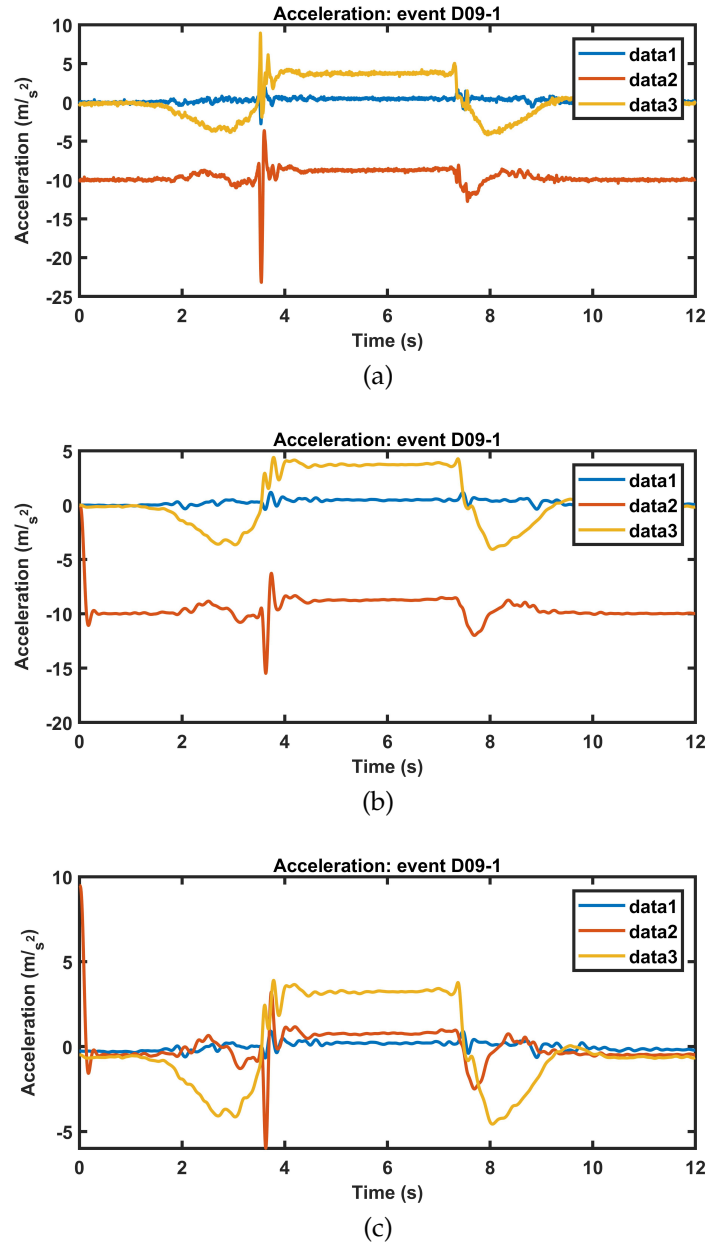 Acceleration: event D09-1
10
5
0
-5
-10
-15
-20
-25
Acceleration (m/s²)
data1
data2
data3
0 2 4 6 8 10 12
Time (s)
(a)
Acceleration: event D09-1
5
0
-5
-10
-15
-20
Acceleration (m/s²)
data1
data2
data3
0 2 4 6 8 10 12
Time (s)
(b)
Acceleration: event D09-1
10
5
0
-5
Acceleration (m/s²)
data1
data2
data3
0 2 4 6 8 10 12
Time (s)
(c)